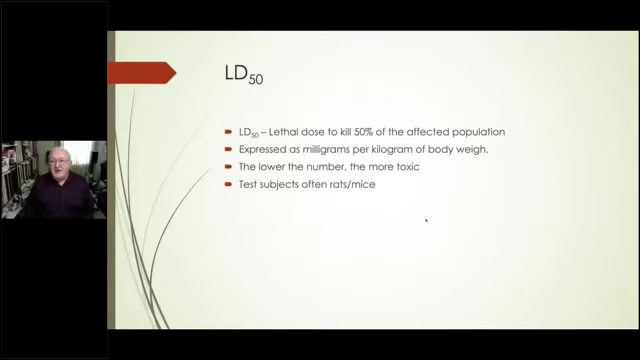 LD50
LD50 – Lethal dose to kill 50% of the affected population
Expressed as milligrams per kilogram of body weigh.
The lower the number, the more toxic
Test subjects often rats/mice